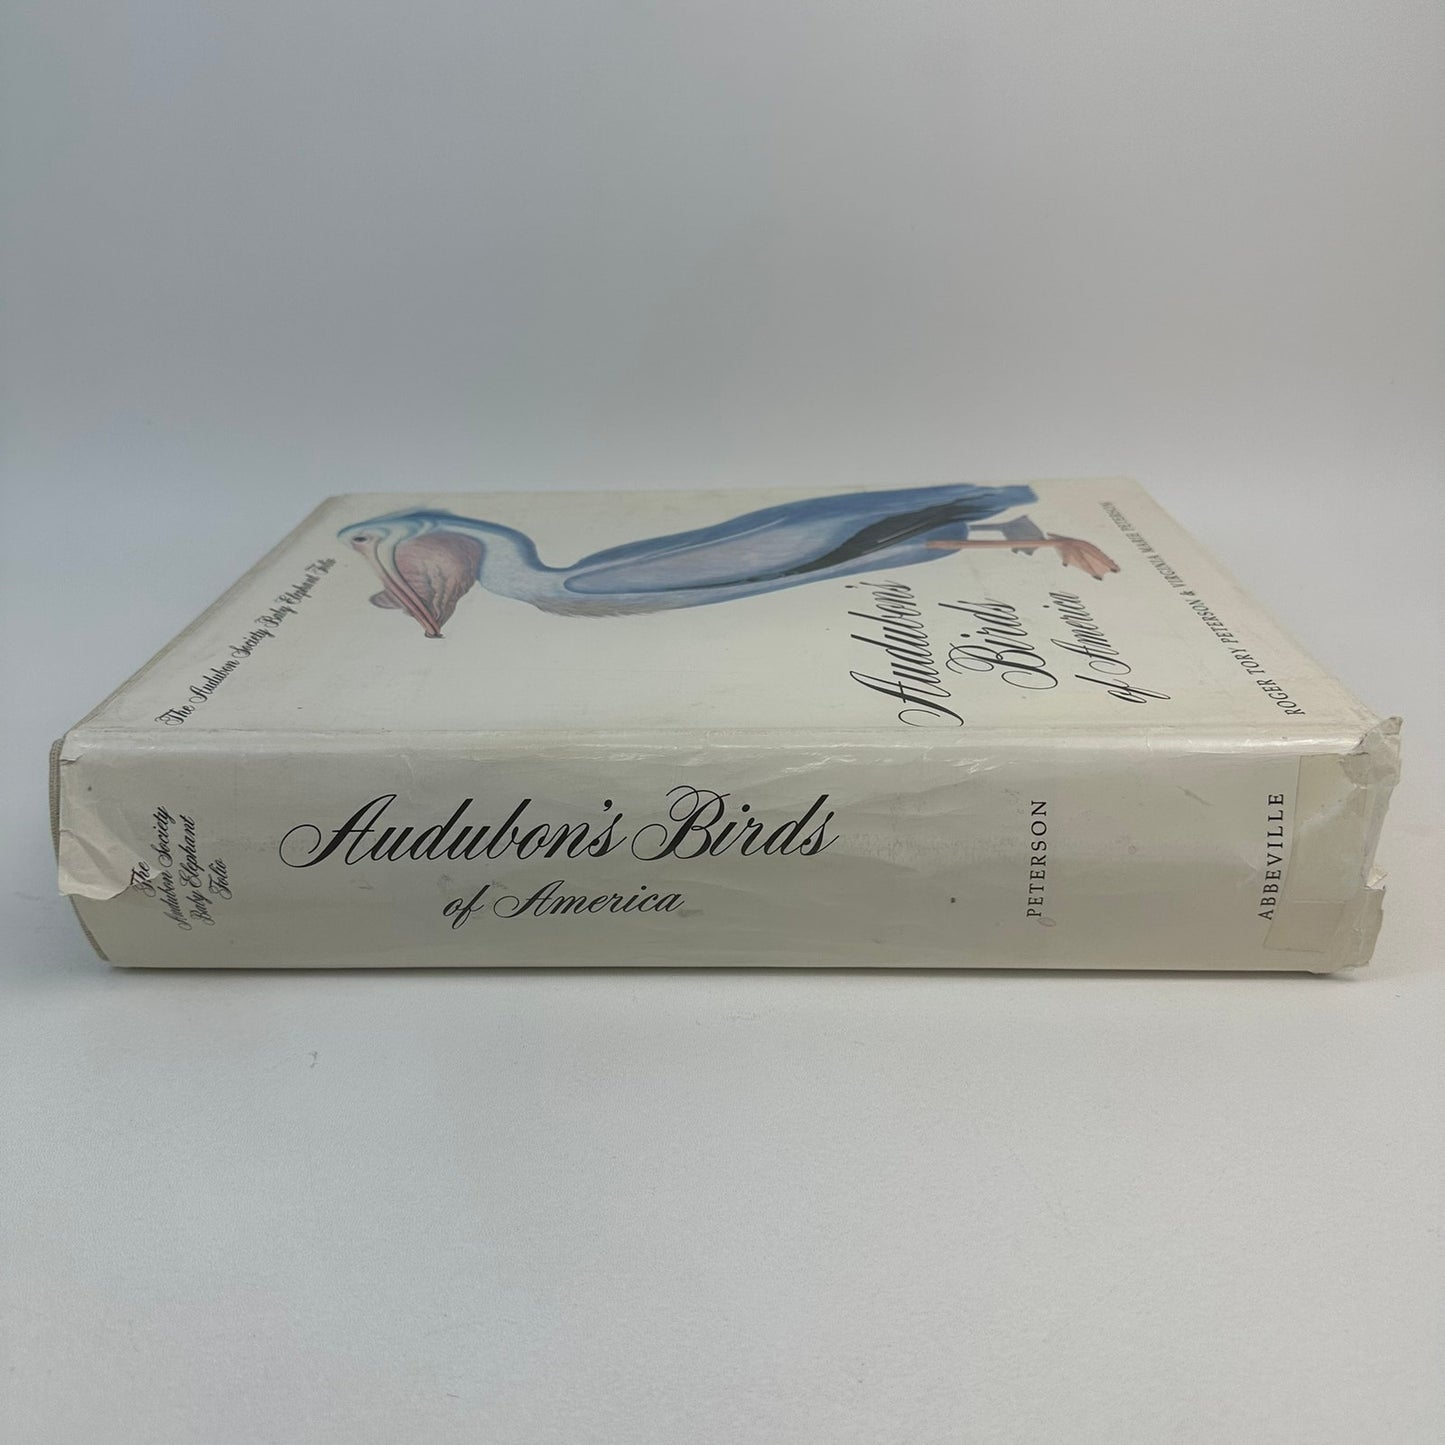 The Audubon Society Baby Elephant Folio
Audubon's
Birds
of America
ROGER TORY PETERSON & VIRGINIA MARIE PETERSON
The
Audubon Society
Baby Elephant
Folio
Audubon's Birds
of America
PETERSON
ABBEVILLE